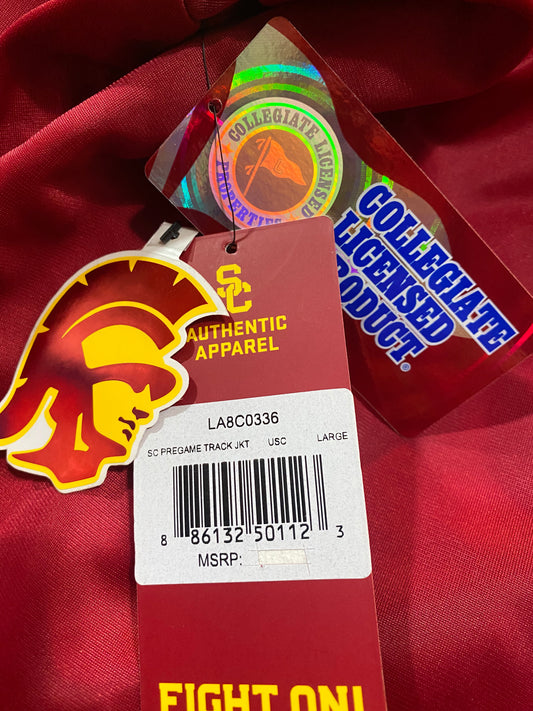 COLLEGIATE LICENSED
PROPERTIES
COLLEGIATE
LICENSED
PRODUCT
®
SC
AUTHENTIC
APPAREL
LA8C0336
SC PREGAME TRACK JKT USC LARGE
8 86132 50112 3
MSRP:
FIGHT ON!